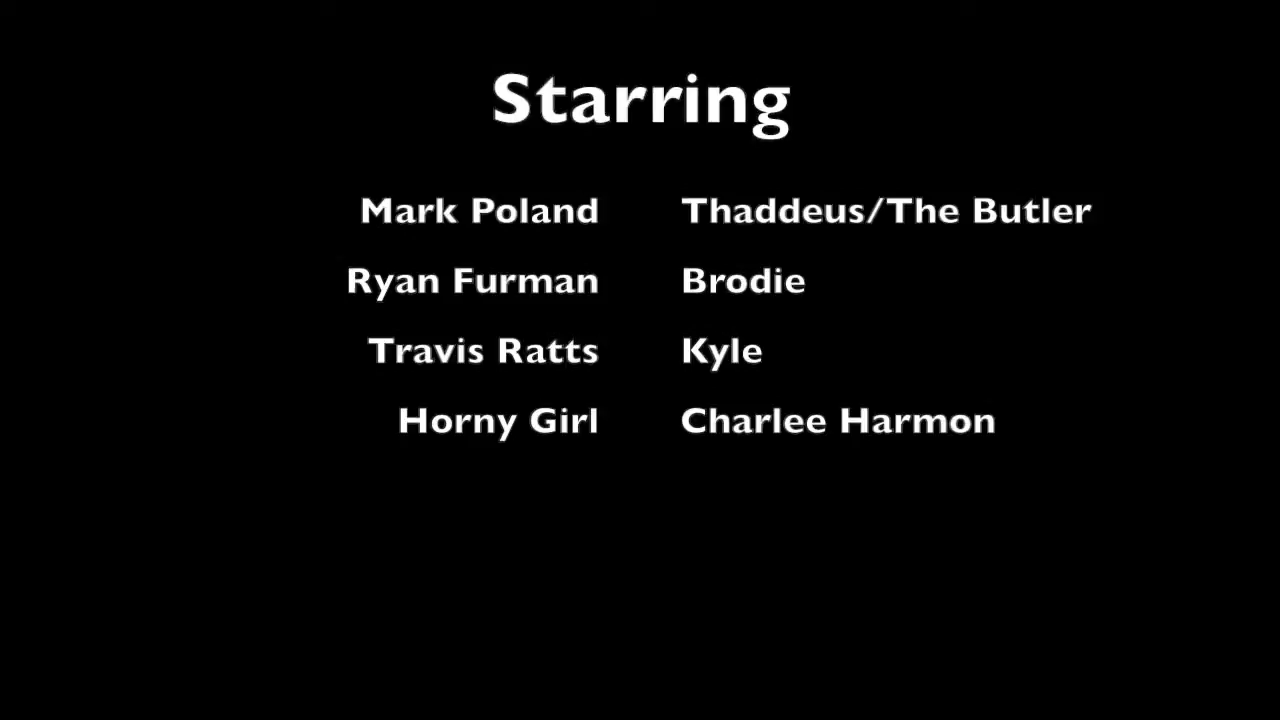 Starring
Mark Poland Thaddeus/The Butler
Ryan Furman Brodie
Travis Ratts Kyle
Horny Girl Charlee Harmon